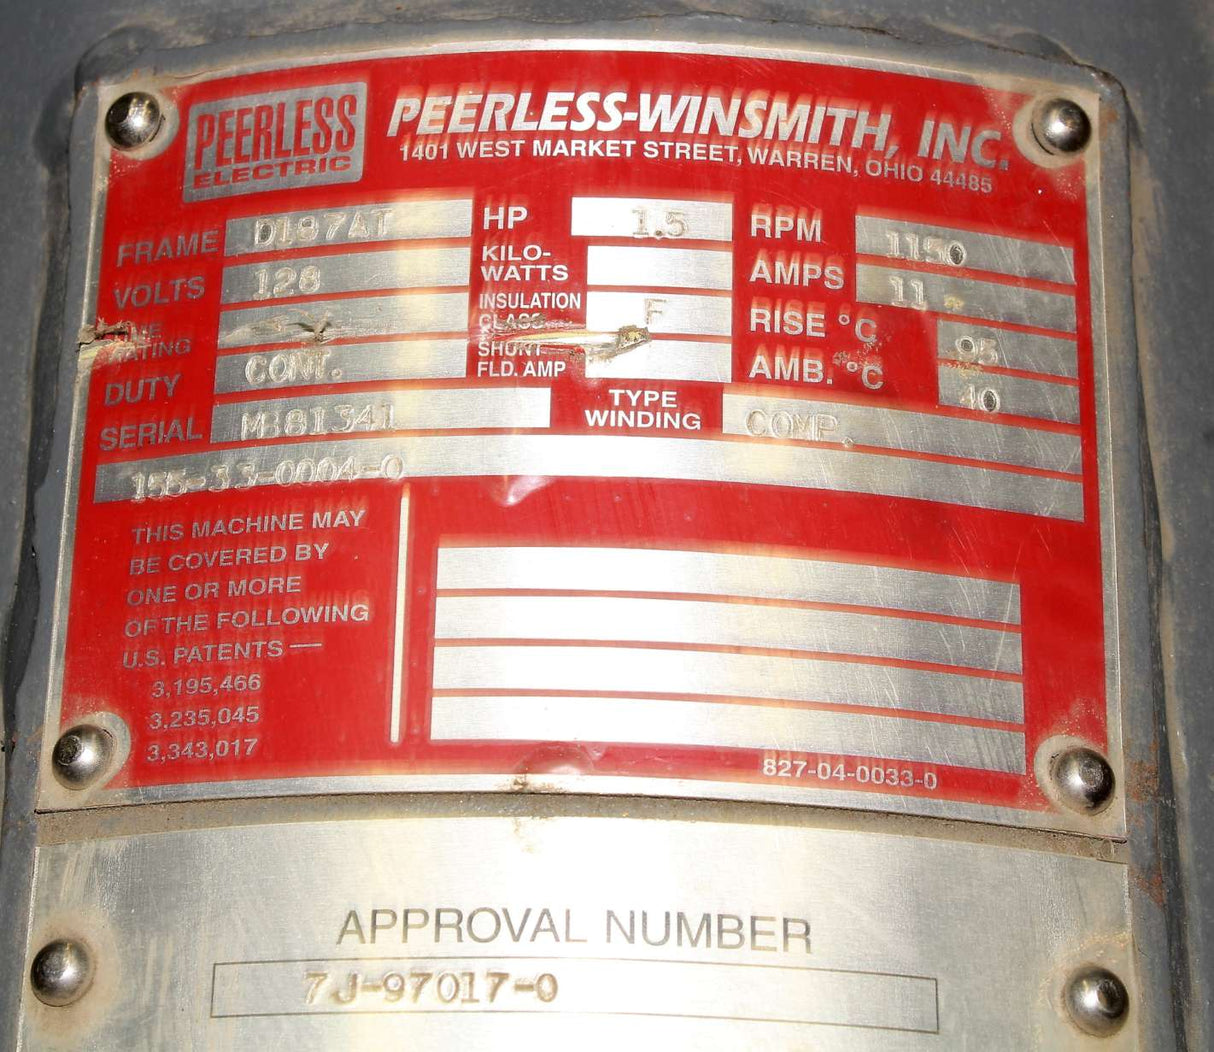 PEERLESS
ELECTRIC
PEERLESS-WINSMITH, INC.
1401 WEST MARKET STREET, WARREN, OHIO 44485
FRAME D187AT HP 1.5 RPM 1150
VOLTS 128 KILO-WATTS AMPS 11
RATING INSULATION CLASS F RISE °C 95
DUTY CONT. SHUNT FLD. AMP AMB. °C 40
SERIAL MB81341 TYPE WINDING COMP.
155-33-0004-0
THIS MACHINE MAY
BE COVERED BY
ONE OR MORE
OF THE FOLLOWING
U.S. PATENTS —
3,195,466
3,235,045
3,343,017
827-04-0033-0
APPROVAL NUMBER
7J-97017-0